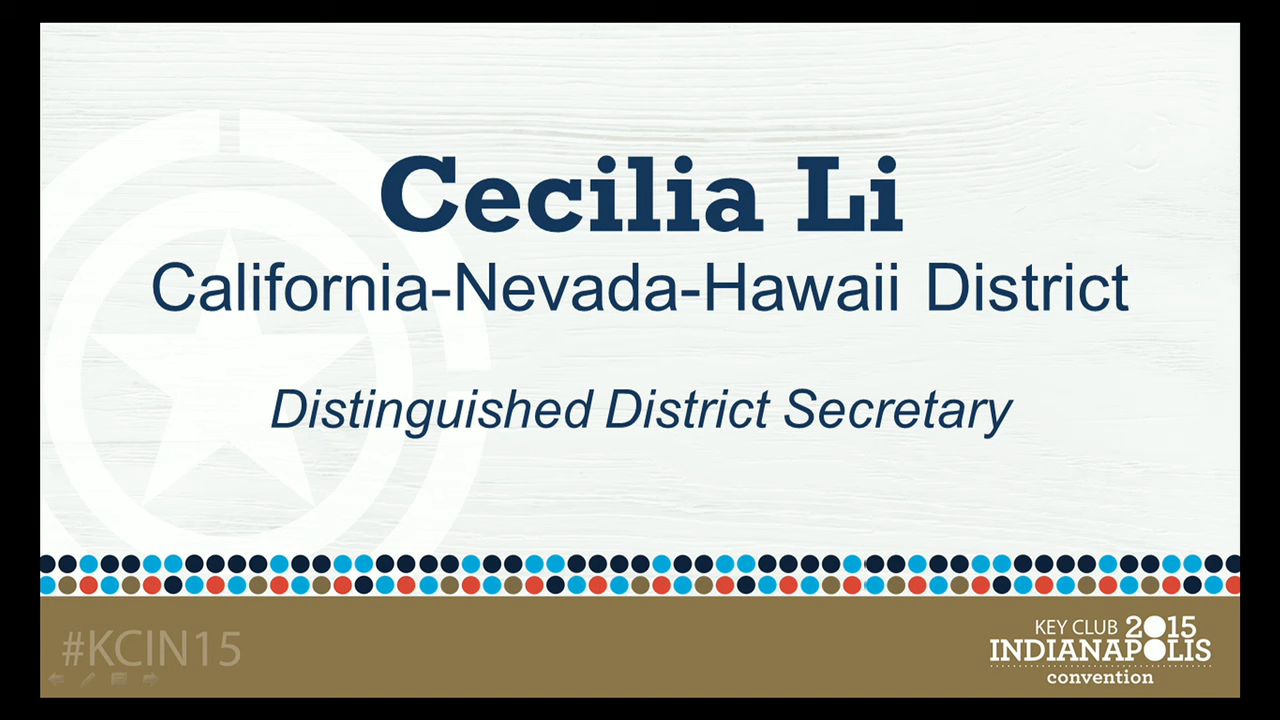 Cecilia Li
California-Nevada-Hawaii District
Distinguished District Secretary
#KCIN15
KEY CLUB 2015
INDIANAPOLIS
convention